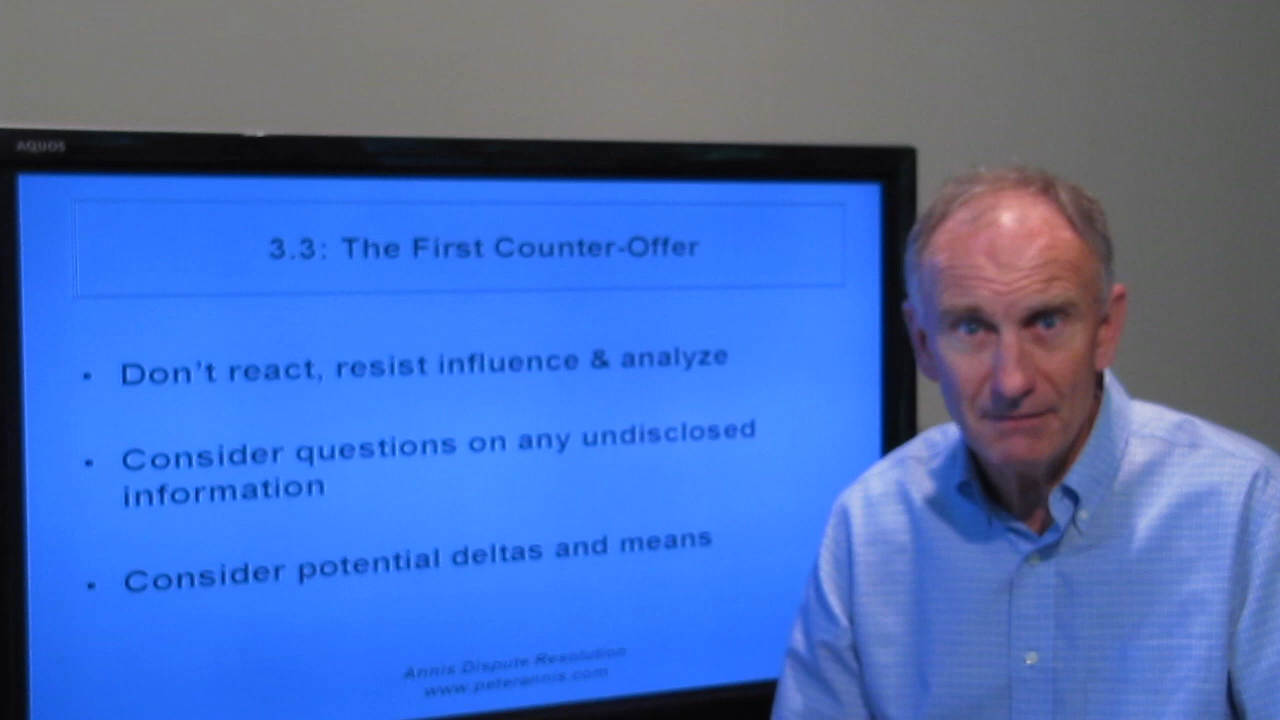 AQUOS
3.3: The First Counter-Offer
• Don't react, resist influence & analyze
• Consider questions on any undisclosed
information
• Consider potential deltas and means
Annis Dispute Resolution
www.peterannis.com